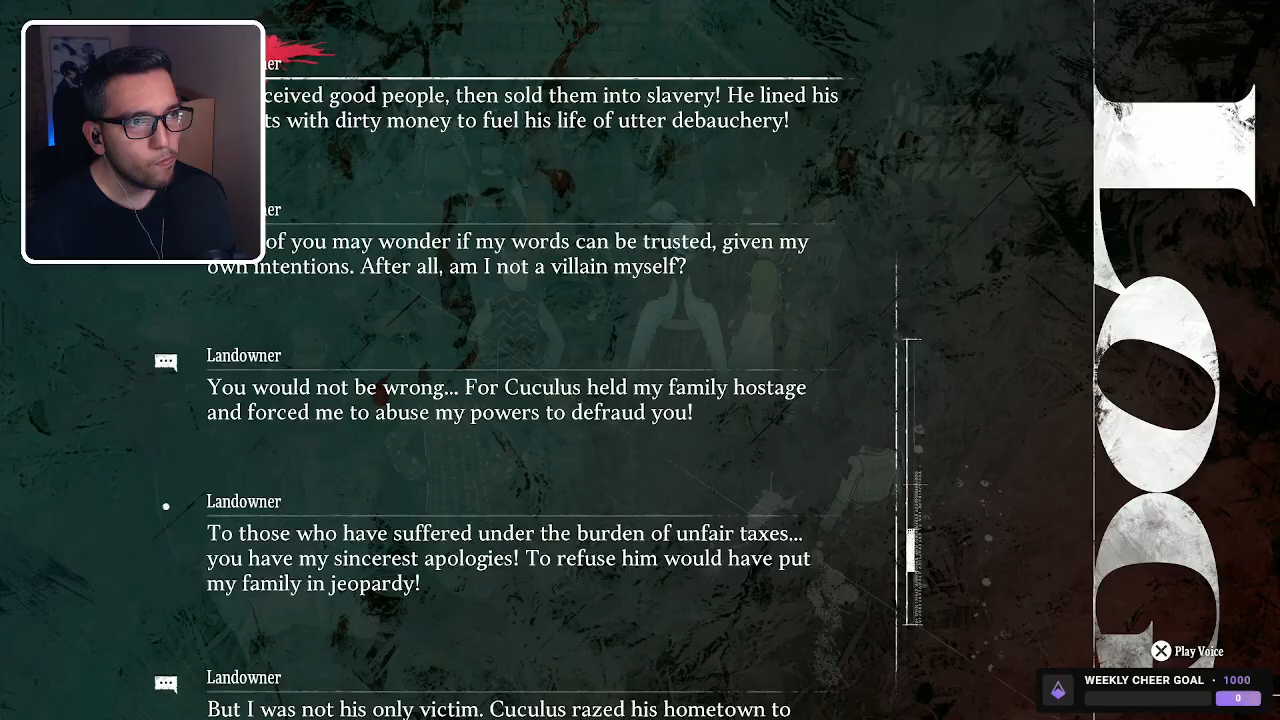 er
ceived good people, then sold them into slavery! He lined his
ts with dirty money to fuel his life of utter debauchery!
er
of you may wonder if my words can be trusted, given my
own intentions. After all, am I not a villain myself?
Landowner
You would not be wrong... For Cuculus held my family hostage
and forced me to abuse my powers to defraud you!
Landowner
To those who have suffered under the burden of unfair taxes...
you have my sincerest apologies! To refuse him would have put
my family in jeopardy!
Landowner
But I was not his only victim. Cuculus razed his hometown to
LOG
Play Voice
WEEKLY CHEER GOAL · 1000
0